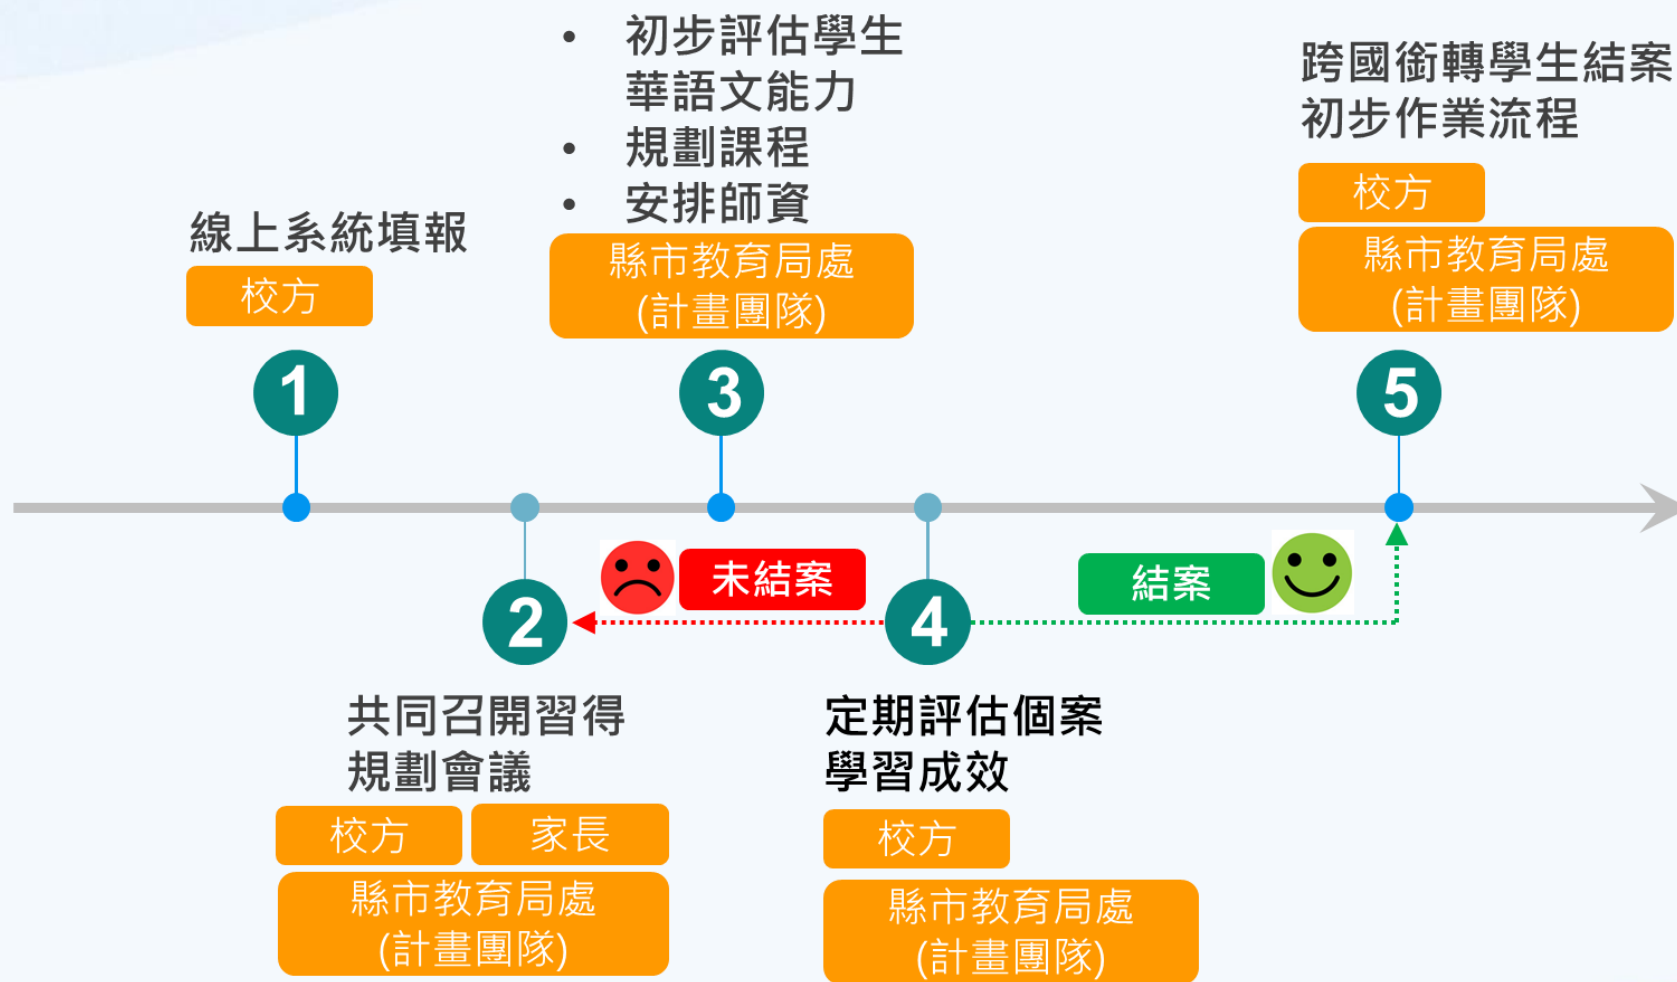 線上系統填報
校方
1
共同召開習得
規劃會議
校方
家長
縣市教育局處
(計畫團隊)
2
• 初步評估學生
華語文能力
• 規劃課程
• 安排師資
縣市教育局處
(計畫團隊)
3
未結案
定期評估個案
學習成效
校方
縣市教育局處
(計畫團隊)
4
結案
跨國銜轉學生結案
初步作業流程
校方
縣市教育局處
(計畫團隊)
5